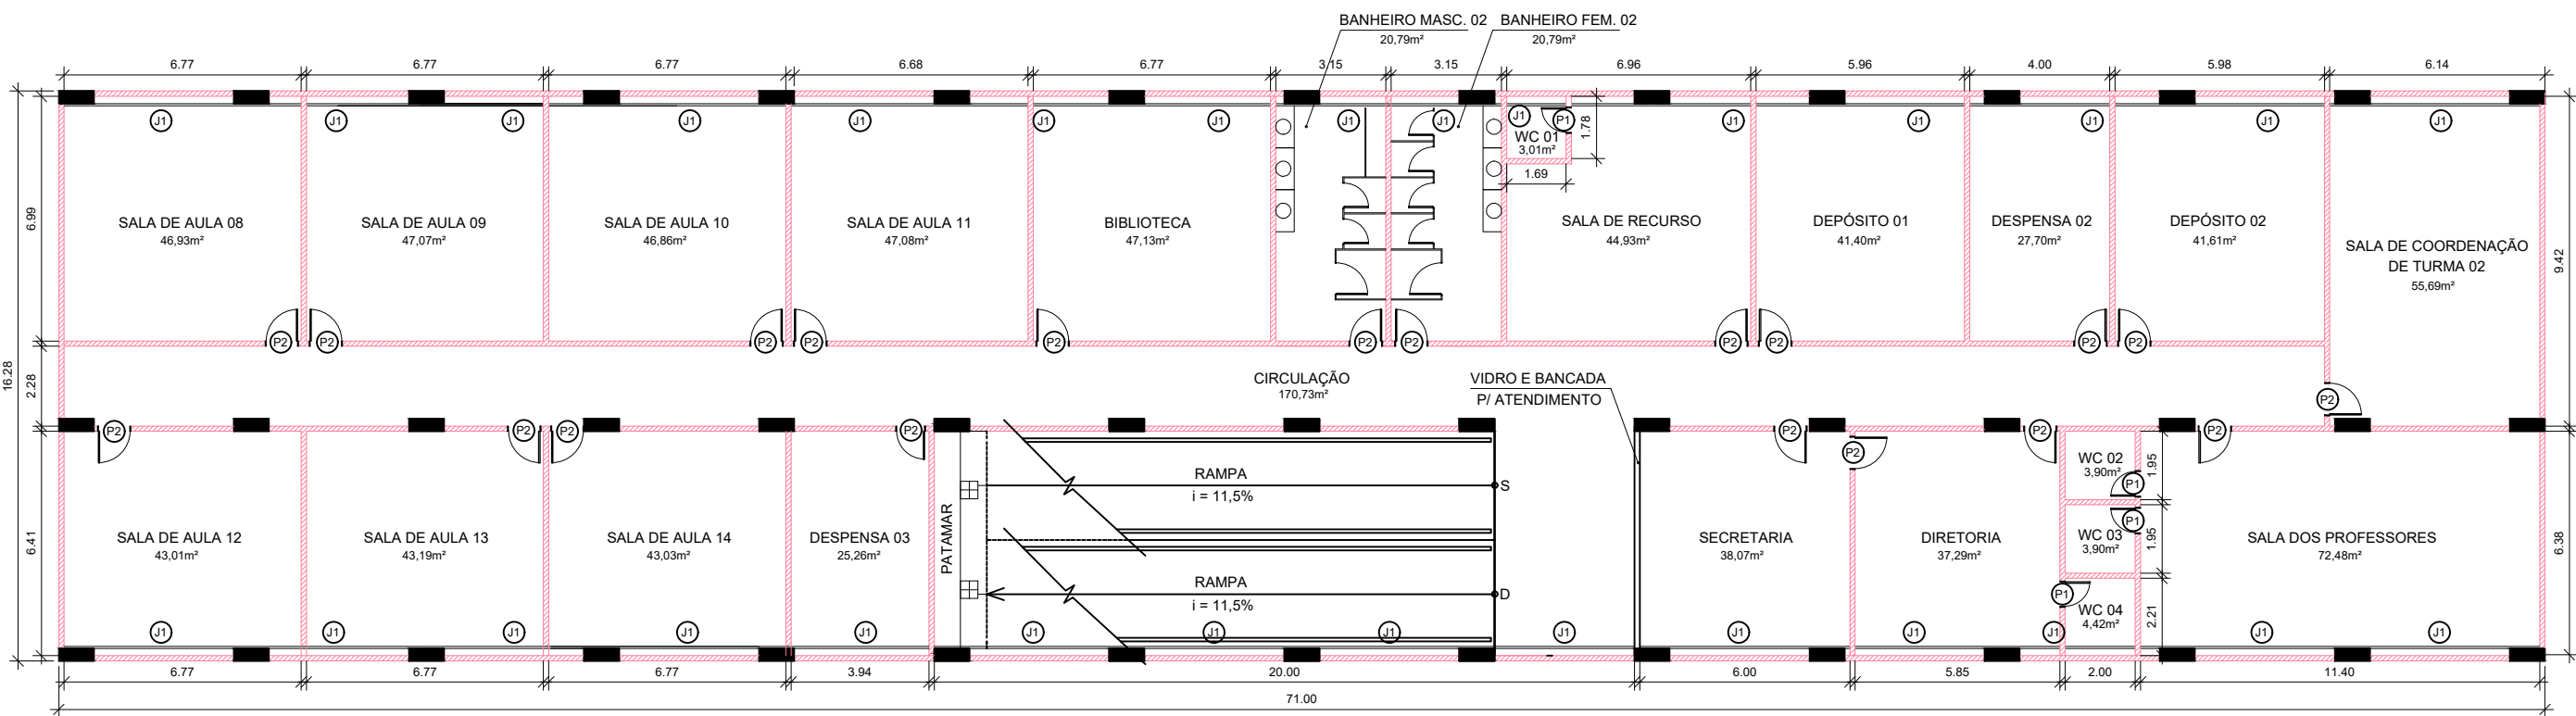 BANHEIRO MASC. 02 BANHEIRO FEM. 02
20,79m² 20,79m²
6.77 6.77 6.77 6.68 6.77 3.15 3.15 6.96 5.96 4.00 5.98 6.14
J1 J1 J1 J1 J1 J1 J1 J1 J1 J1 P1 J1 J1 J1 J1 J1
WC 01
3,01m²
1.78
1.69
16.28
6.99
2.28
6.41
SALA DE AULA 08
46,93m²
SALA DE AULA 09
47,07m²
SALA DE AULA 10
46,86m²
SALA DE AULA 11
47,08m²
BIBLIOTECA
47,13m²
SALA DE RECURSO
44,93m²
DEPÓSITO 01
41,40m²
DESPENSA 02
27,70m²
DEPÓSITO 02
41,61m²
SALA DE COORDENAÇÃO
DE TURMA 02
55,69m²
9.42
P2 P2 P2 P2 P2 P2 P2 P2 P2 P2 P2
CIRCULAÇÃO
170,73m²
VIDRO E BANCADA
P/ ATENDIMENTO
P2
P2 P2 P2 P2 P2 P2 P2 P2
SALA DE AULA 12
43,01m²
SALA DE AULA 13
43,19m²
SALA DE AULA 14
43,03m²
DESPENSA 03
25,26m²
PATAMAR
RAMPA
i = 11,5%
S
RAMPA
i = 11,5%
D
SECRETARIA
38,07m²
DIRETORIA
37,29m²
WC 02
3,90m²
P1
1.95
WC 03
3,90m²
P1
1.95
P1
WC 04
4,42m²
2.21
SALA DOS PROFESSORES
72,48m²
6.38
J1 J1 J1 J1 J1 J1 J1 J1 J1 J1 J1 J1 J1 J1
6.77 6.77 6.77 3.94 20.00 6.00 5.85 2.00 11.40
71.00